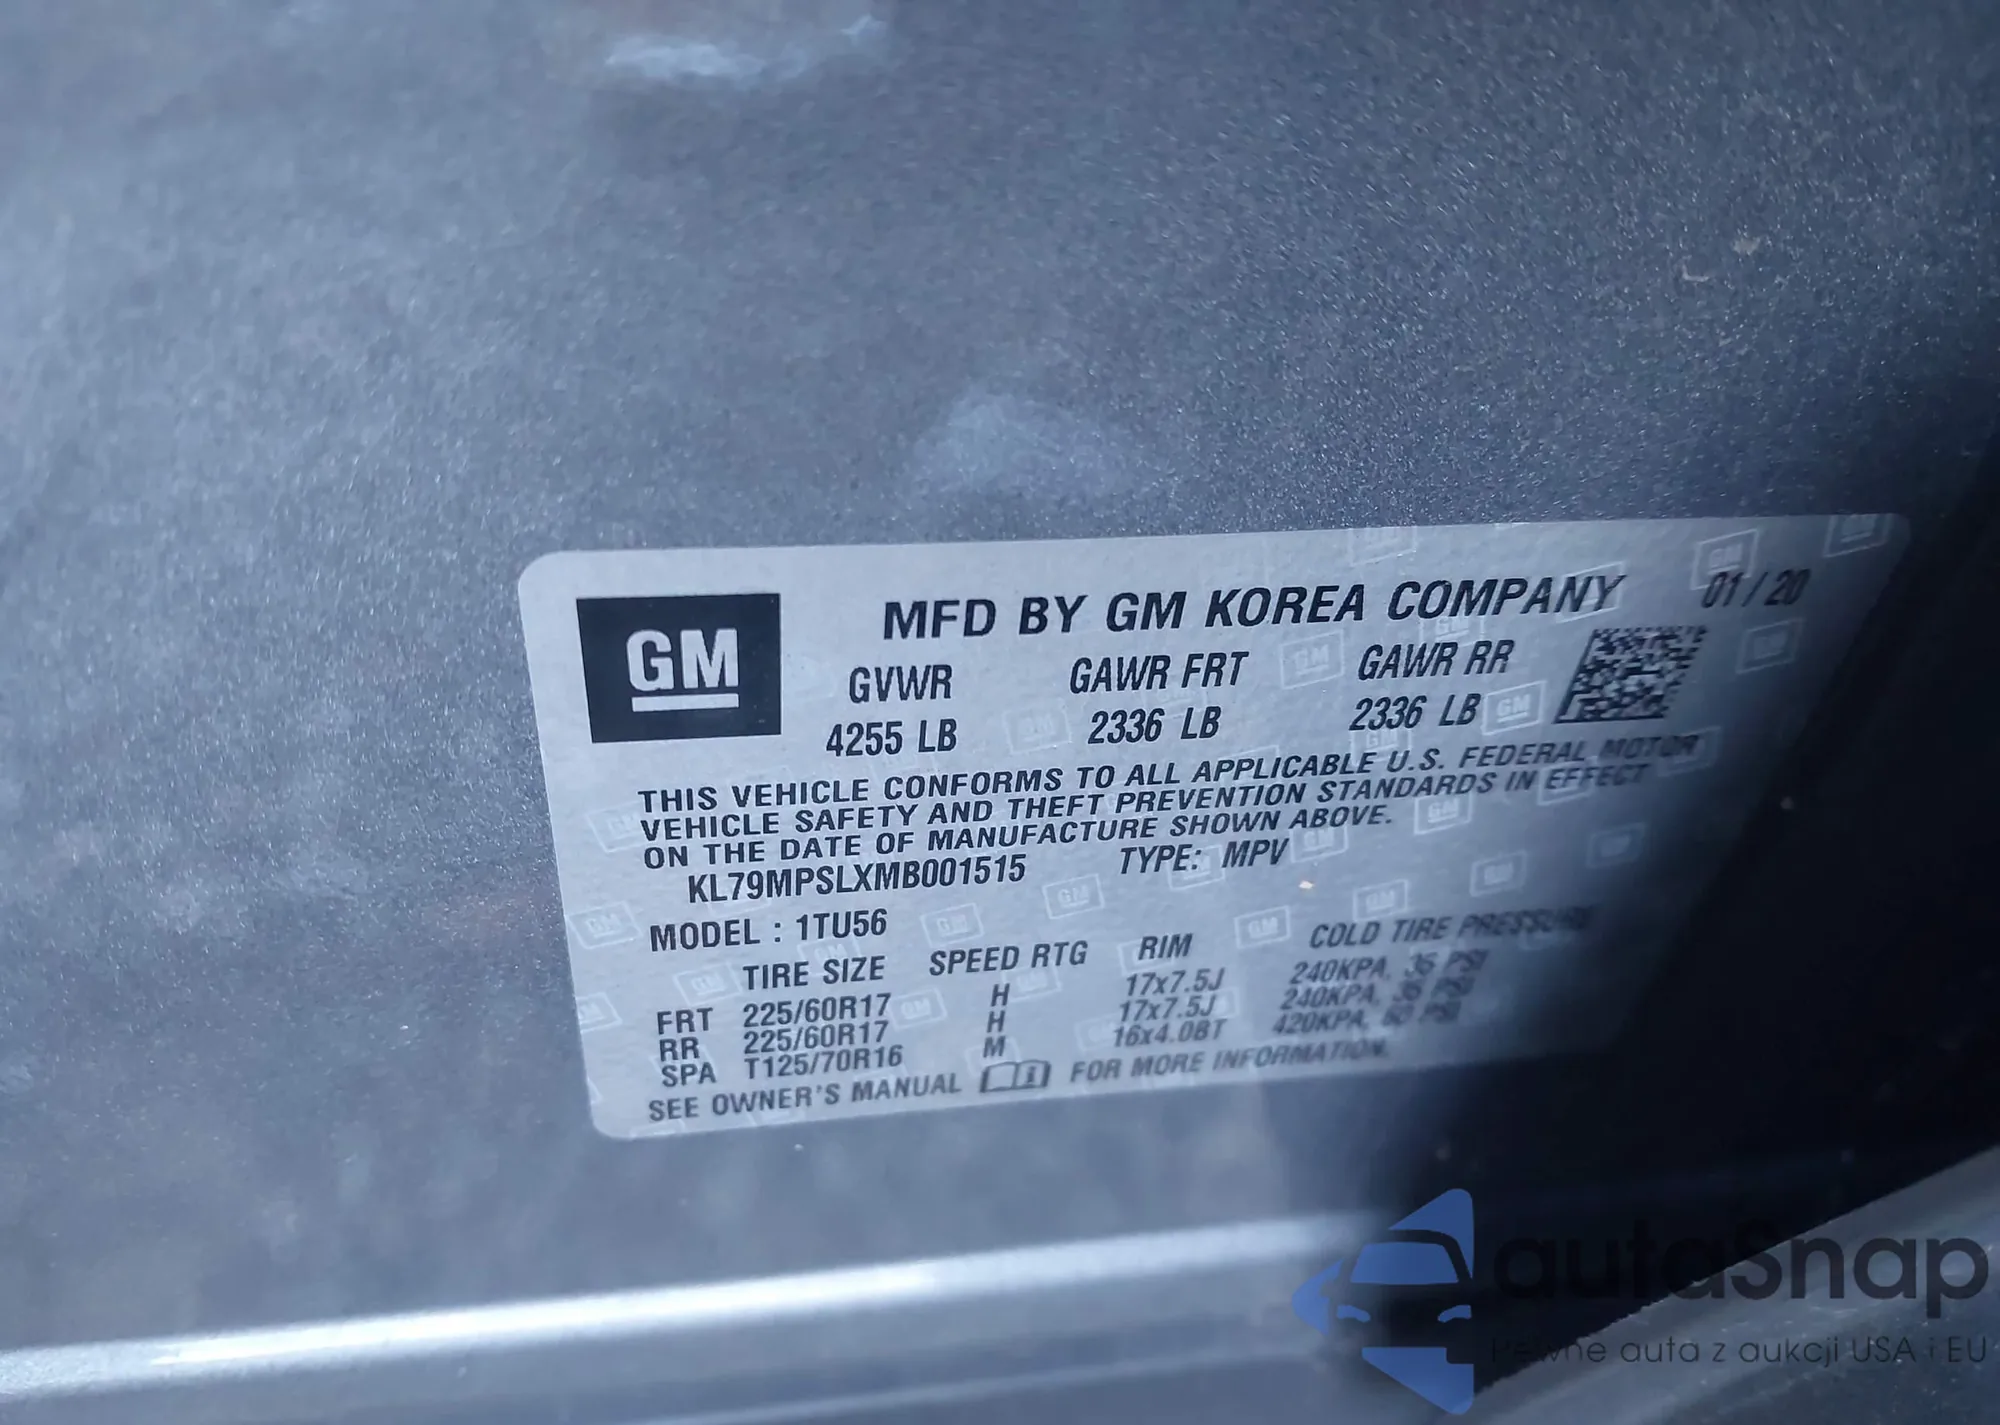 GM
MFD BY GM KOREA COMPANY 01/20
GVWR GAWR FRT GAWR RR
4255 LB 2336 LB 2336 LB
THIS VEHICLE CONFORMS TO ALL APPLICABLE U.S. FEDERAL MOTOR
VEHICLE SAFETY AND THEFT PREVENTION STANDARDS IN EFFECT
ON THE DATE OF MANUFACTURE SHOWN ABOVE.
KL79MPSLXMB001515 TYPE: MPV
MODEL : 1TU56
TIRE SIZE SPEED RTG RIM COLD TIRE PRESSURE
FRT 225/60R17 H 17x7.5J 240KPA, 35 PSI
RR 225/60R17 H 17x7.5J 240KPA, 35 PSI
SPA T125/70R16 M 16x4.0BT 420KPA, 60 PSI
SEE OWNER'S MANUAL FOR MORE INFORMATION.
autaSnap
Pewne auta z aukcji USA i EU